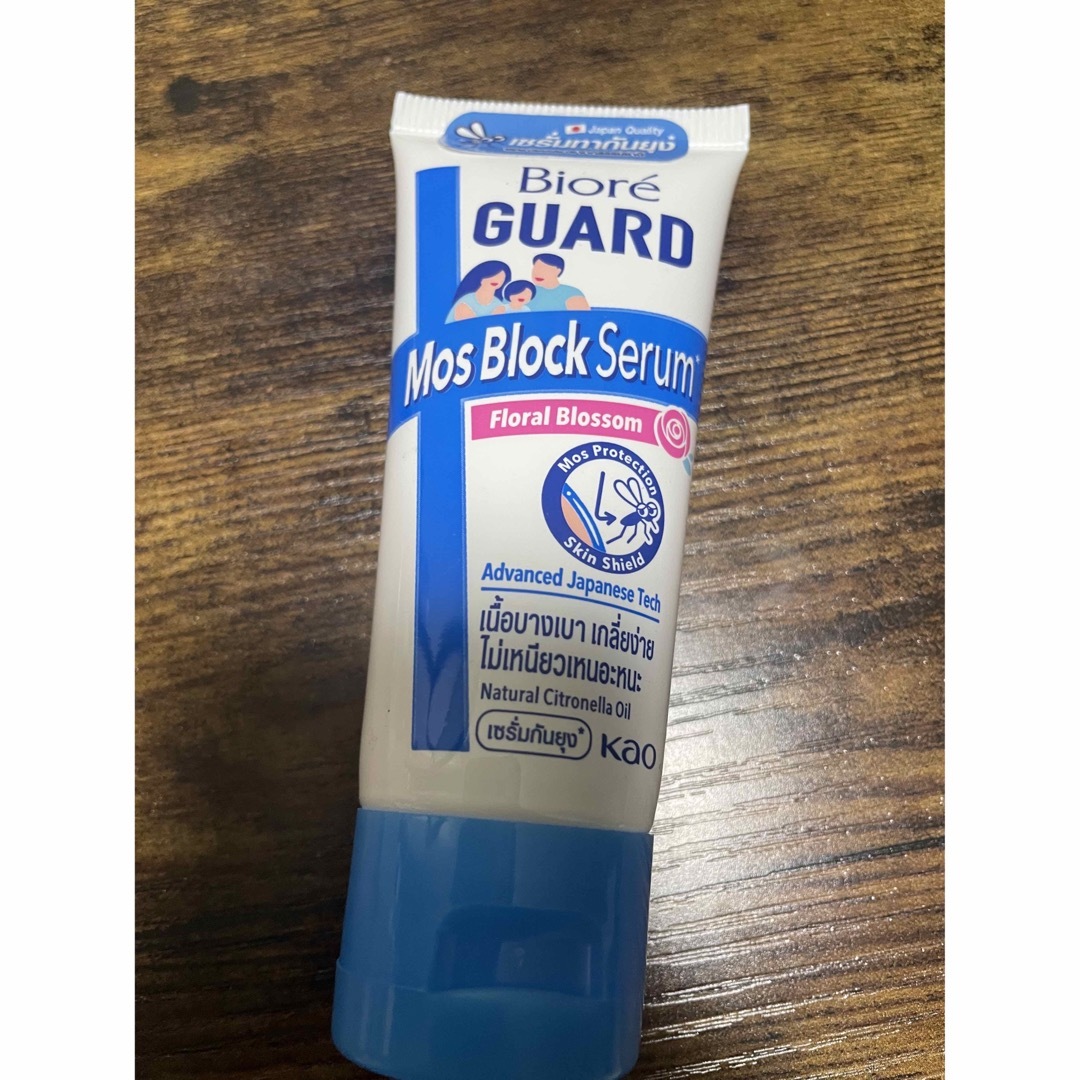 Japan Quality
เซรั่มทากันยุง*
Bioré
GUARD
Mos Block Serum*
Floral Blossom
Mos Protection
Skin Shield
Advanced Japanese Tech
เนื้อบางเบา เกลี่ยง่าย
ไม่เหนียวเหนอะหนะ
Natural Citronella Oil
เซรั่มกันยุง*
Kao